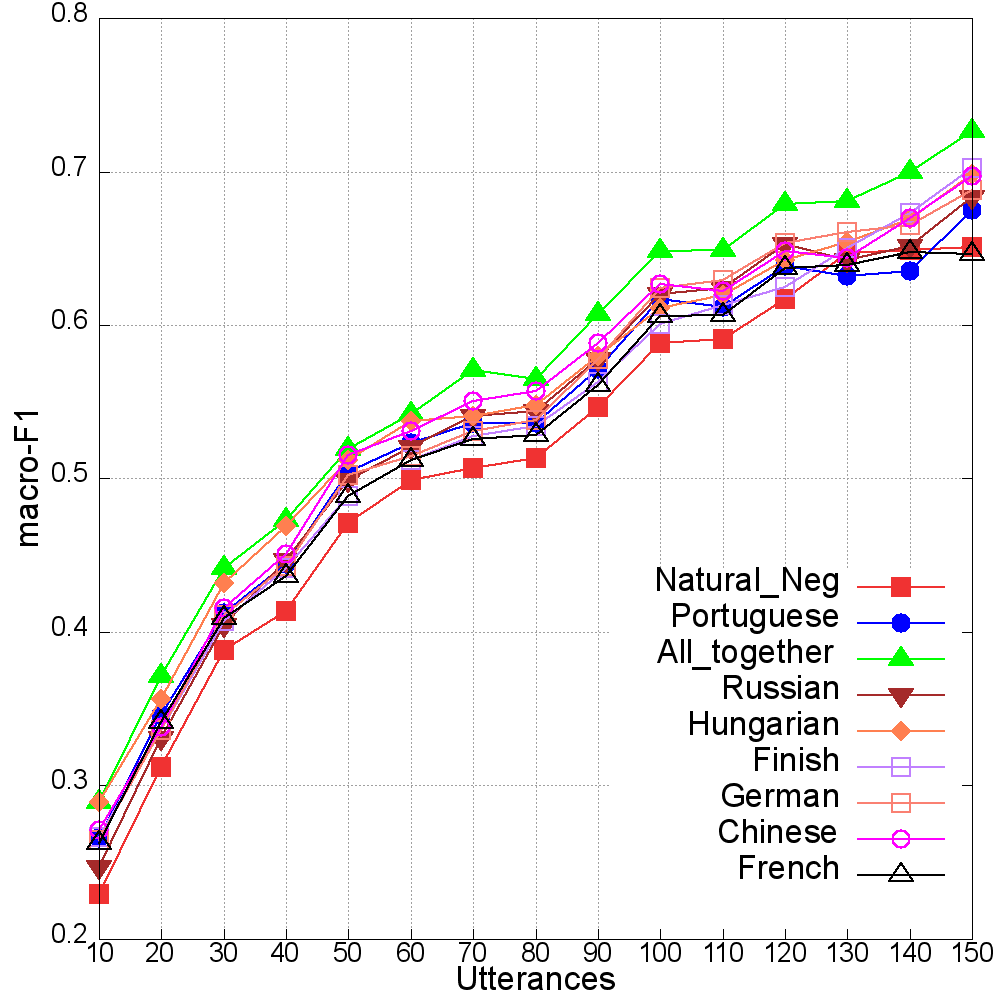 0.8
0.7
0.6
0.5
0.4
0.3
0.2
macro-F1
Natural_Neg
Portuguese
All_together
Russian
Hungarian
Finish
German
Chinese
French
10 20 30 40 50 60 70 80 90 100 110 120 130 140 150
Utterances